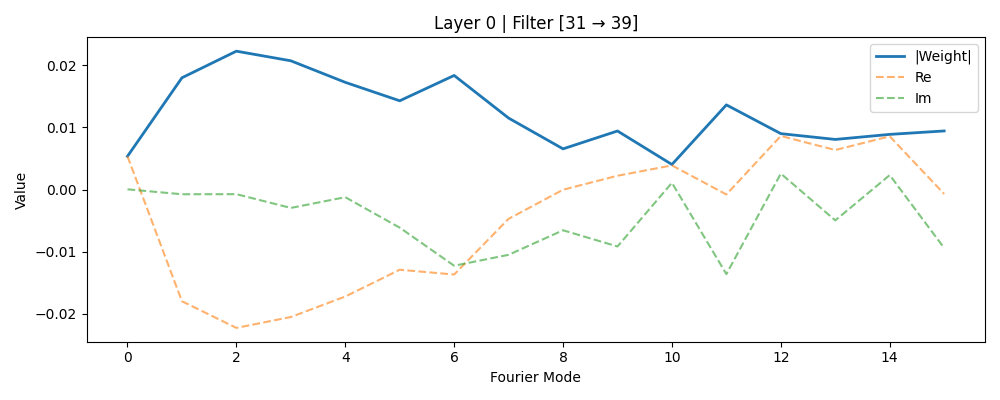 Layer 0 | Filter [31 → 39]
|Weight|
Re
Im
Value
0.02
0.01
0.00
−0.01
−0.02
0 2 4 6 8 10 12 14
Fourier Mode